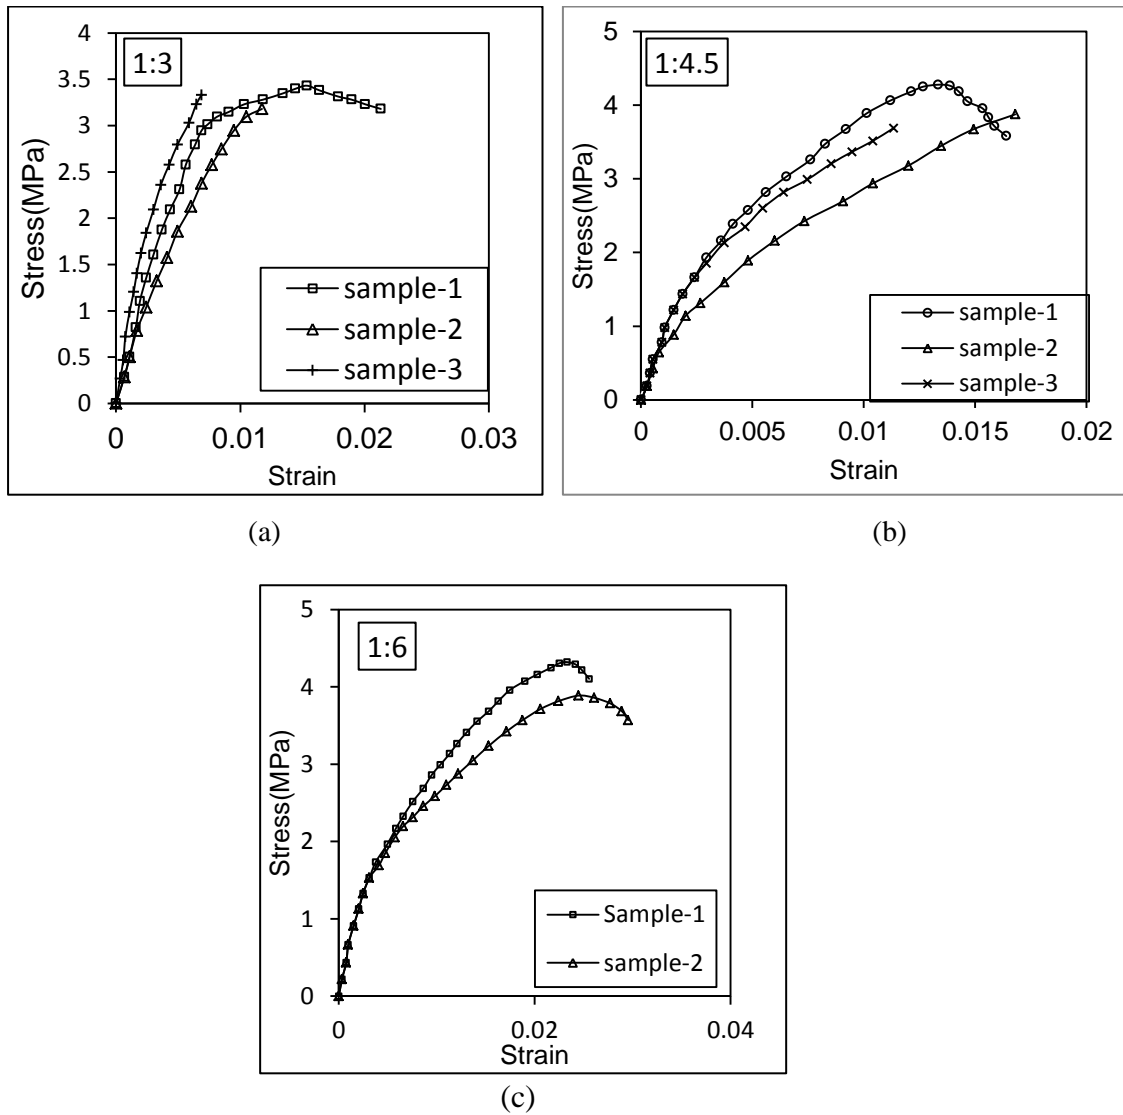 1:3
4
3.5
3
2.5
2
1.5
1
0.5
0
Stress(MPa)
sample-1
sample-2
sample-3
0 0.01 0.02 0.03
Strain
(a)
1:4.5
5
4
3
2
1
0
Stress(MPa)
sample-1
sample-2
sample-3
0 0.005 0.01 0.015 0.02
Strain
(b)
1:6
5
4
3
2
1
0
Stress(MPa)
Sample-1
sample-2
0 0.02 0.04
Strain
(c)